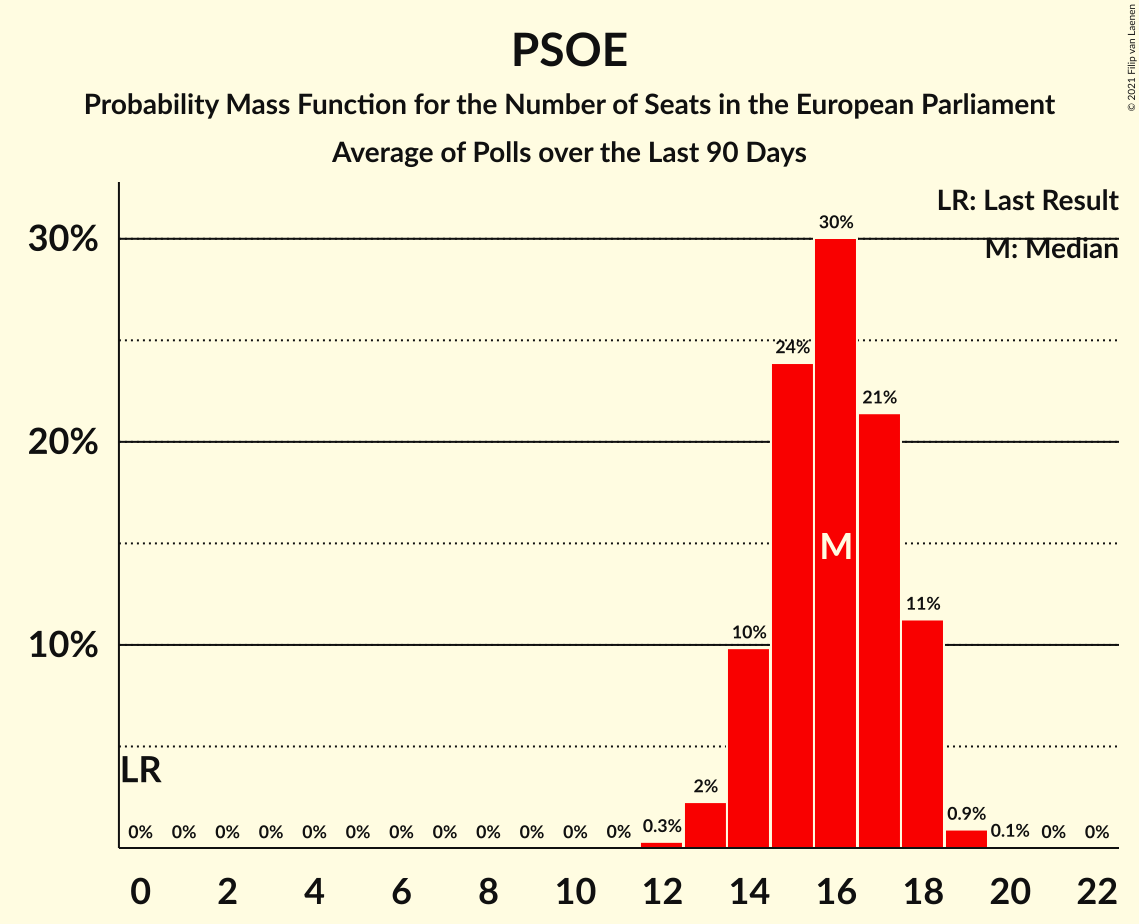 PSOE
Probability Mass Function for the Number of Seats in the European Parliament
Average of Polls over the Last 90 Days
© 2021 Filip van Laenen
LR: Last Result
M: Median
30%
20%
10%
30%
24%
21%
M
11%
10%
LR
2%
0% 0% 0% 0% 0% 0% 0% 0% 0% 0% 0% 0% 0.3% 0.9% 0.1% 0% 0%
0 2 4 6 8 10 12 14 16 18 20 22